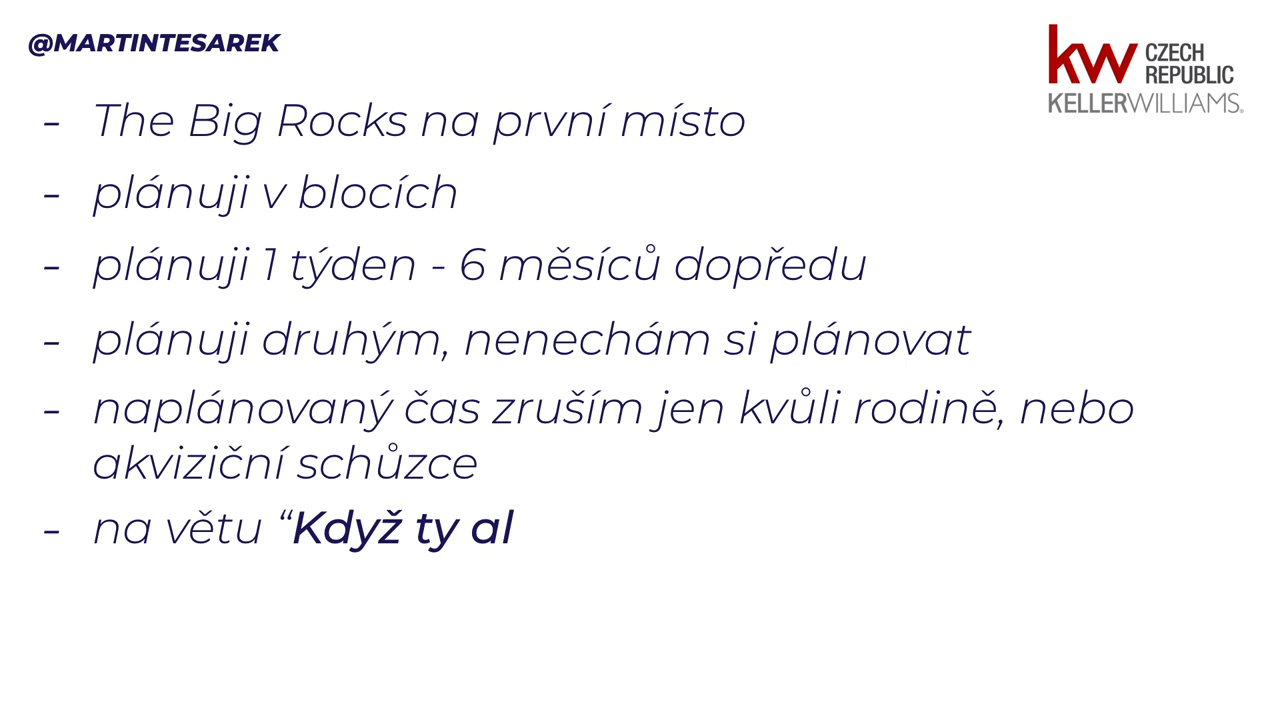 @MARTINTESAREK
kw CZECH REPUBLIC
KELLERWILLIAMS®
- The Big Rocks na první místo
- plánuji v blocích
- plánuji 1 týden - 6 měsíců dopředu
- plánuji druhým, nenechám si plánovat
- naplánovaný čas zruším jen kvůli rodině, nebo
akviziční schůzce
- na větu “Když ty al